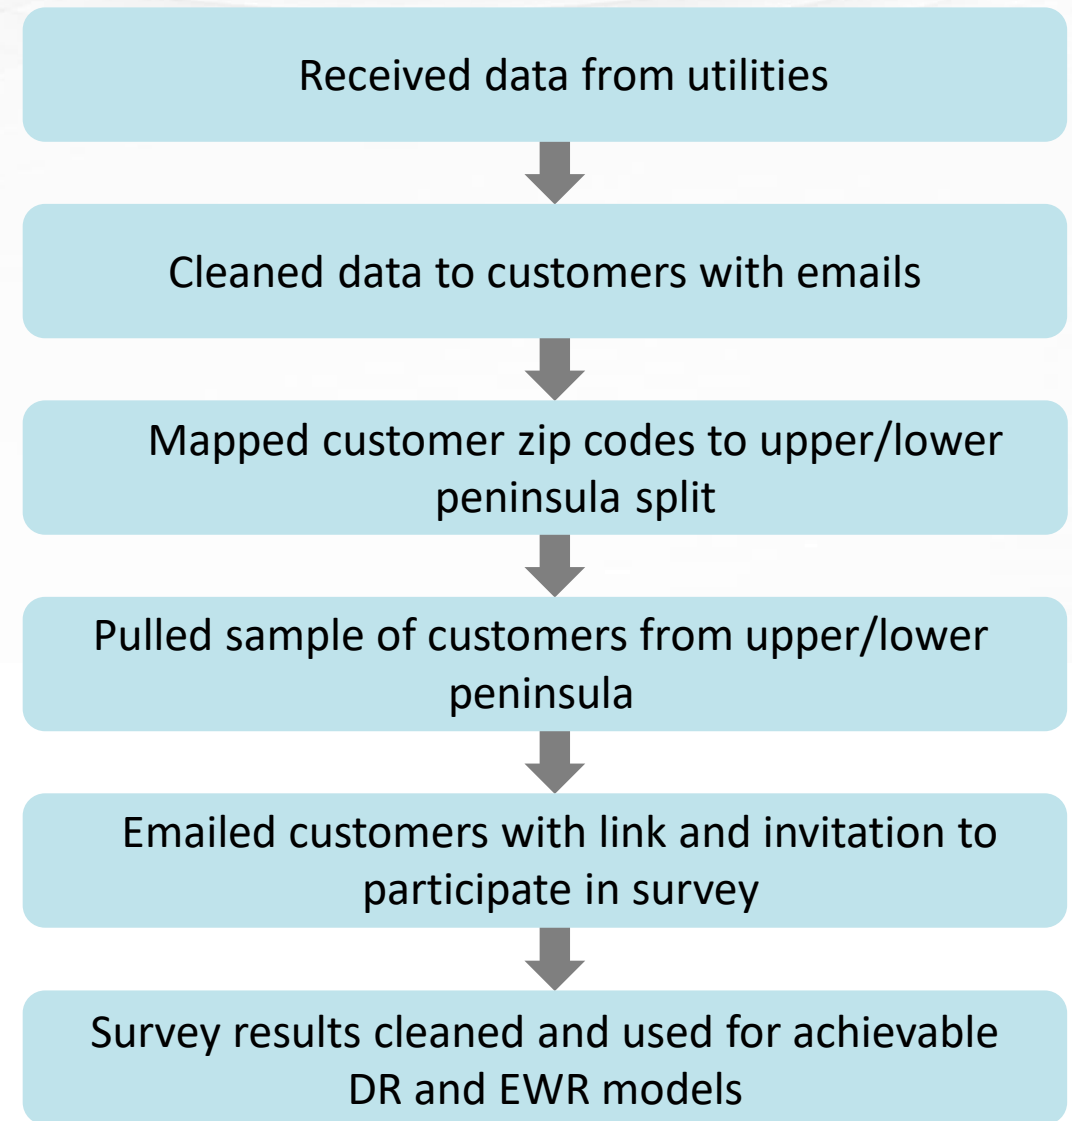 Received data from utilities
Cleaned data to customers with emails
Mapped customer zip codes to upper/lower
peninsula split
Pulled sample of customers from upper/lower
peninsula
Emailed customers with link and invitation to
participate in survey
Survey results cleaned and used for achievable
DR and EWR models